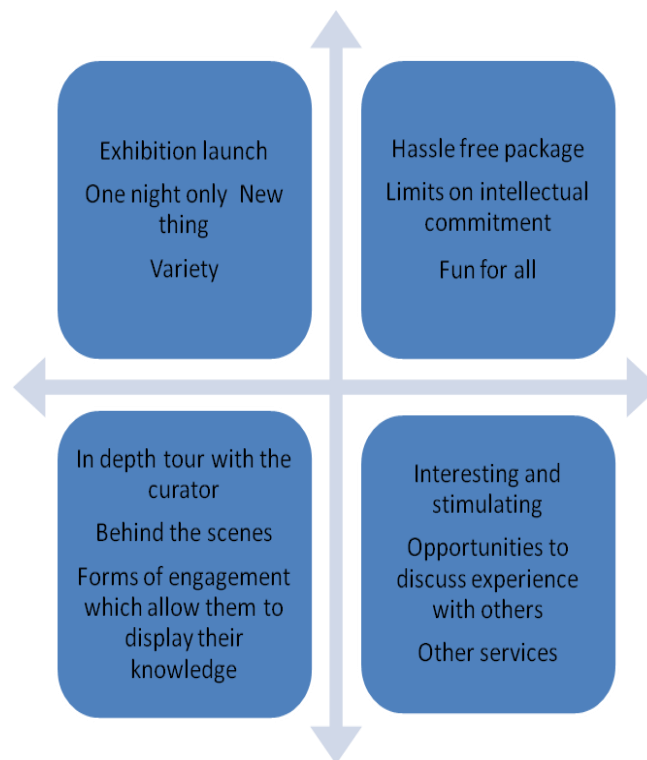 Exhibition launch
One night only  New
thing
Variety
Hassle free package
Limits on intellectual
commitment
Fun for all
In depth tour with the
curator
Behind the scenes
Forms of engagement
which allow them to
display their
knowledge
Interesting and
stimulating
Opportunities to
discuss experience
with others
Other services